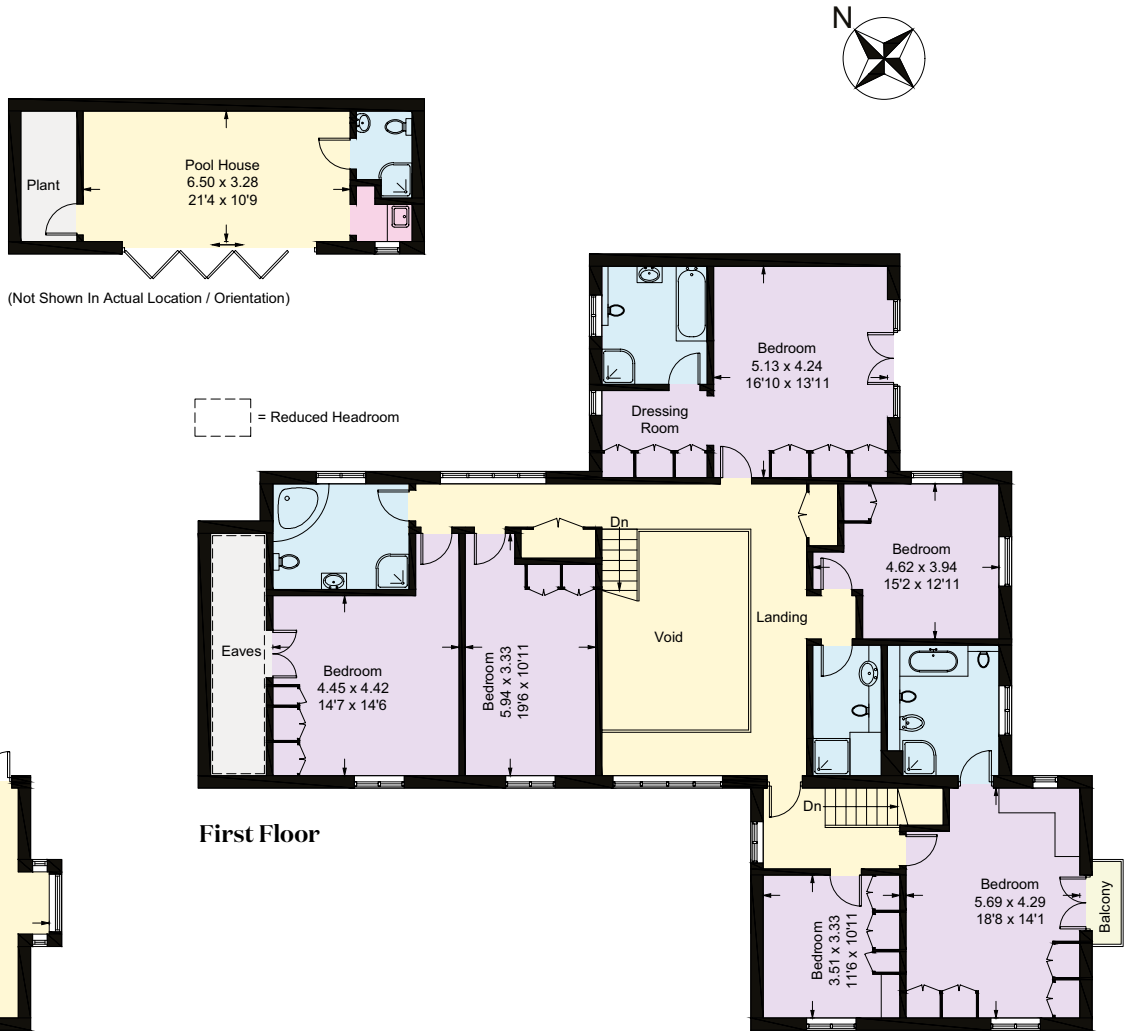 N
Plant
Pool House
6.50 x 3.28
21'4 x 10'9
(Not Shown In Actual Location / Orientation)
= Reduced Headroom
Bedroom
5.13 x 4.24
16'10 x 13'11
Dressing
Room
Dn
Bedroom
4.62 x 3.94
15'2 x 12'11
Landing
Void
Eaves
Bedroom
4.45 x 4.42
14'7 x 14'6
Bedroom
5.94 x 3.33
19'6 x 10'11
Dn
First Floor
Bedroom
5.69 x 4.29
18'8 x 14'1
Balcony
Bedroom
3.51 x 3.33
11'6 x 10'11